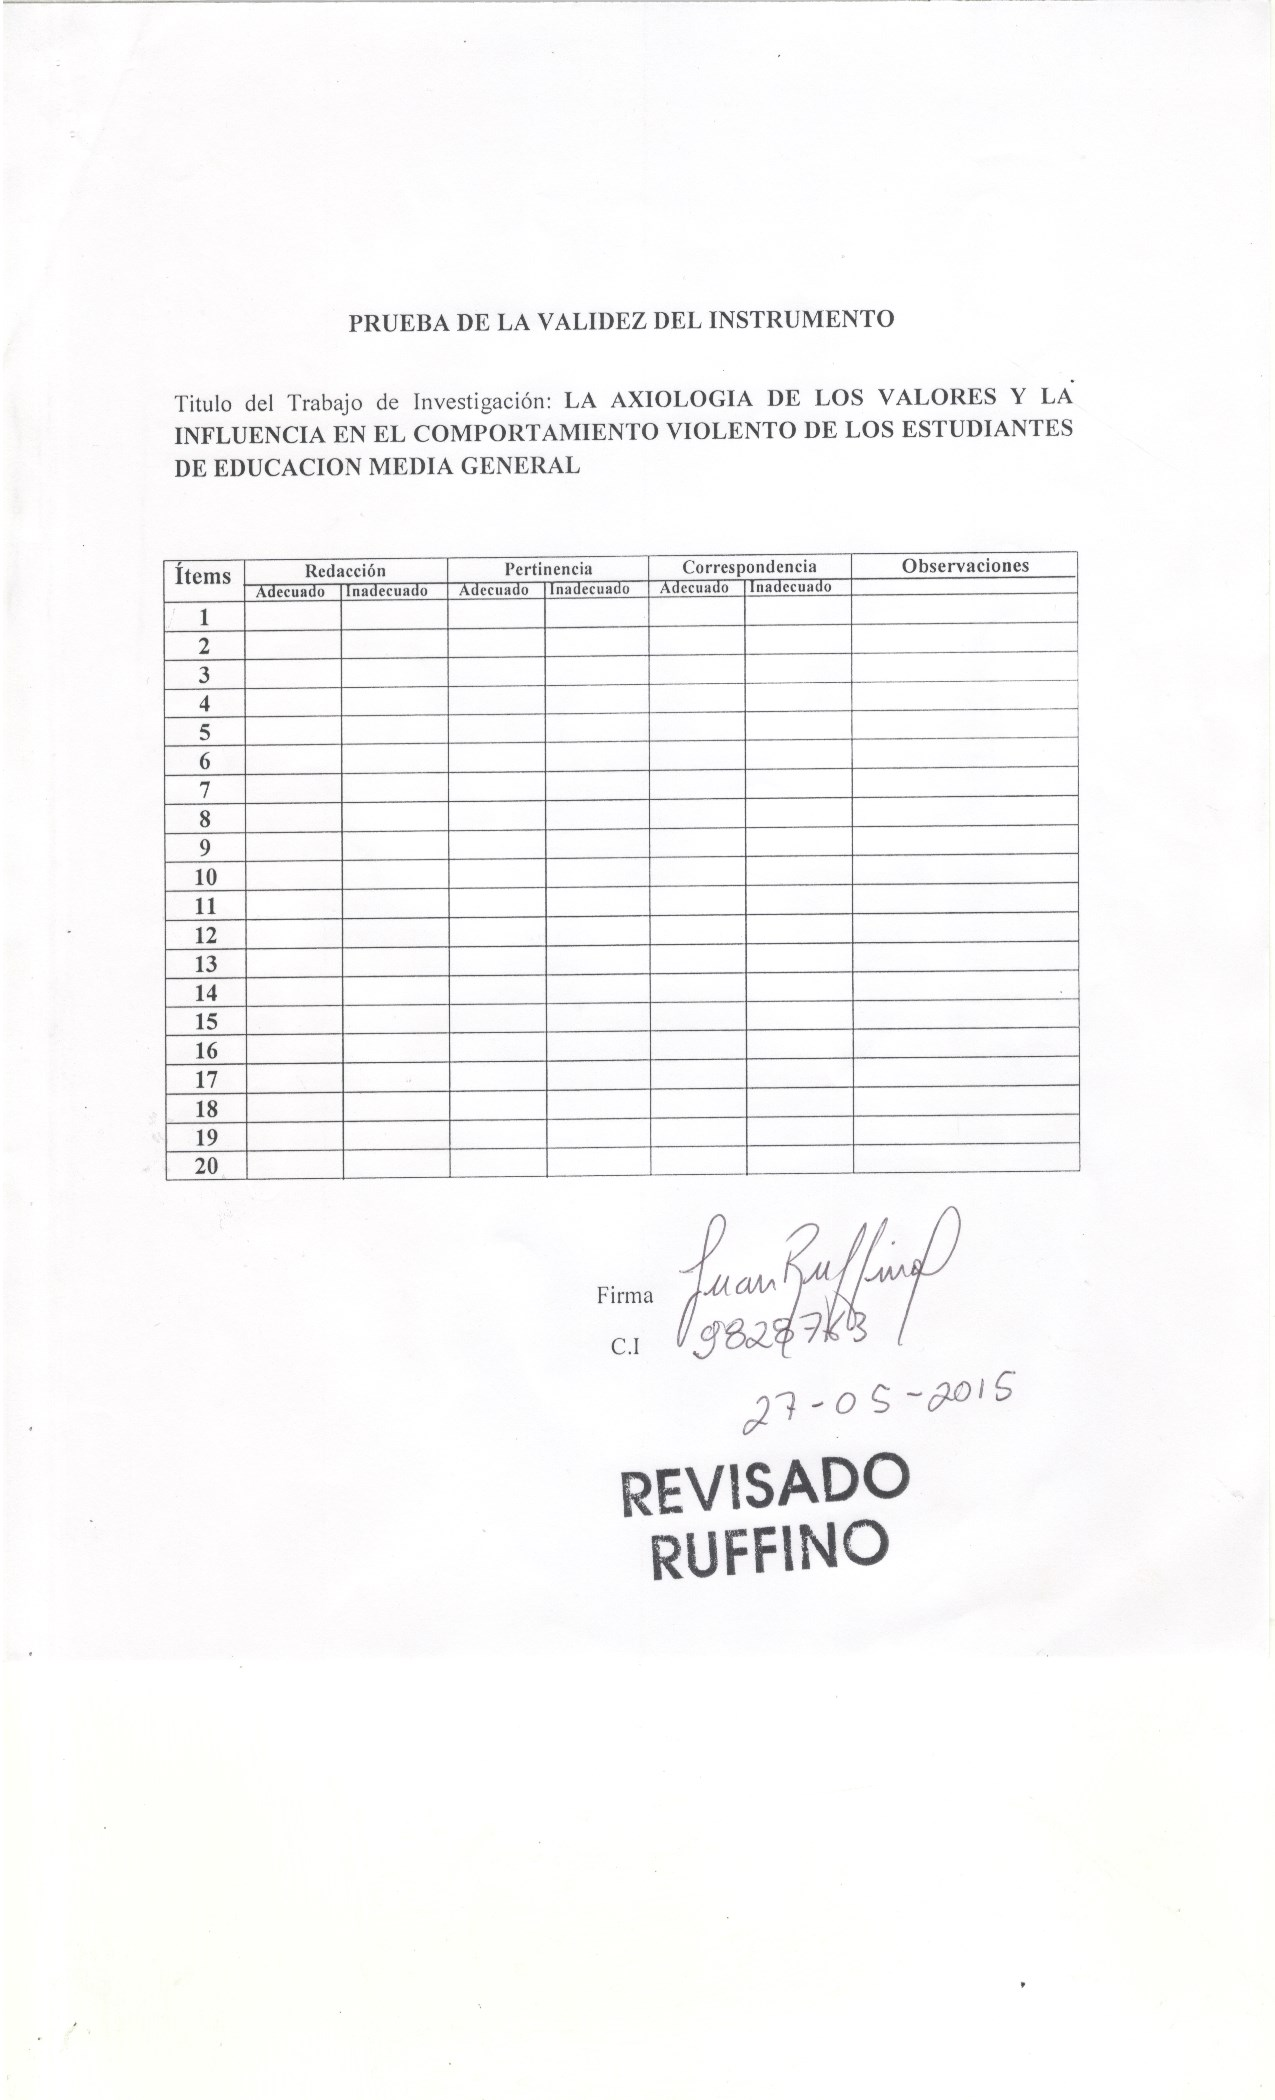 PRUEBA DE LA VALIDEZ DEL INSTRUMENTO
Titulo del Trabajo de Investigación: LA AXIOLOGIA DE LOS VALORES Y LA
INFLUENCIA EN EL COMPORTAMIENTO VIOLENTO DE LOS ESTUDIANTES
DE EDUCACION MEDIA GENERAL
Ítems Redacción Pertinencia Correspondencia Observaciones
Adecuado Inadecuado Adecuado Inadecuado Adecuado Inadecuado
1
2
3
4
5
6
7
8
9
10
11
12
13
14
15
16
17
18
19
20
Firma Juan Ruffino
C.I
27-05-2015
REVISADO
RUFFINO